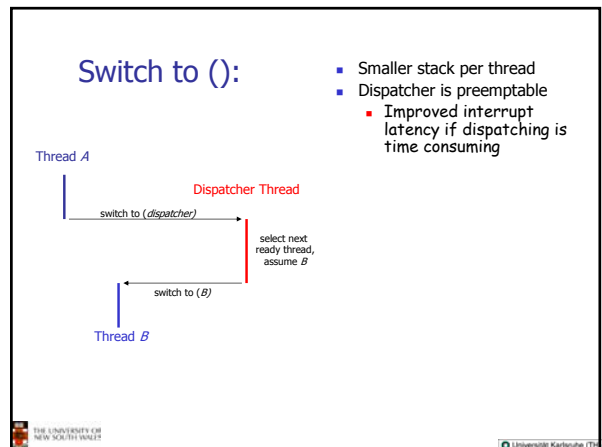 Switch to ():
Smaller stack per thread
Dispatcher is preemptable
Improved interrupt
latency if dispatching is
time consuming
Thread A
Dispatcher Thread
switch to (dispatcher)
select next
ready thread,
assume B
switch to (B)
Thread B
THE UNIVERSITY OF
NEW SOUTH WALES
Universität Karlsruhe (TH